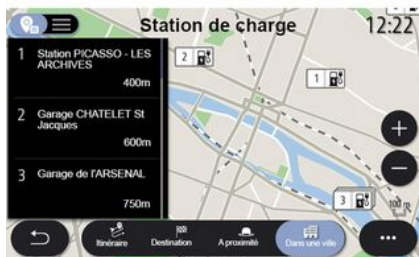 Station de charge
12:22
1 Station PICASSO - LES
ARCHIVES
400m
2 Garage CHATELET St
Jacques
600m
3 Garage de l'ARSENAL
750m
2
1
3
100 m
Itinéraire
Destination
A proximité
Dans une ville